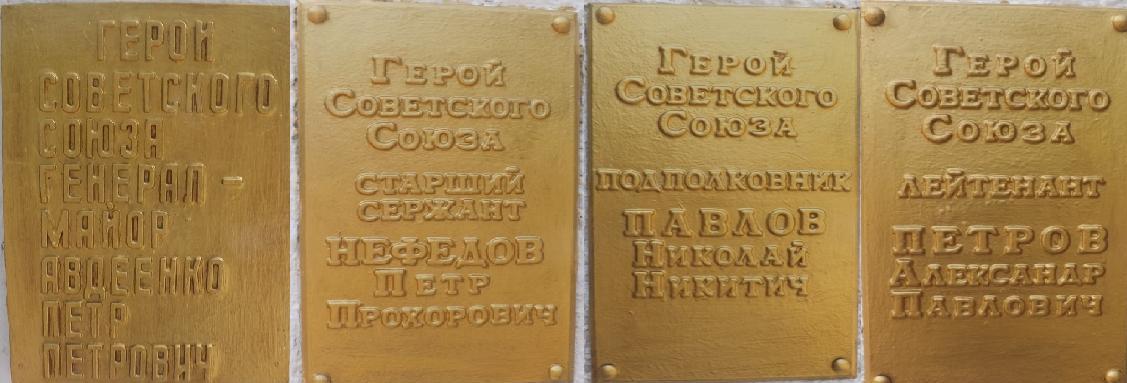 ГЕРОЙ
СОВЕТСКОГО
СОЮЗА
ГЕНЕРАЛ -
МАЙОР
АВДЕЕНКО
ПЁТР
ПЕТРОВИЧ
ГЕРОЙ
СОВЕТСКОГО
СОЮЗА
СТАРШИЙ
СЕРЖАНТ
НЕФЕДОВ
ПЕТР
ПРОХОРОВИЧ
ГЕРОЙ
СОВЕТСКОГО
СОЮЗА
ПОДПОЛКОВНИК
ПАВЛОВ
НИКОЛАЙ
НИКИТИЧ
ГЕРОЙ
СОВЕТСКОГО
СОЮЗА
ЛЕЙТЕНАНТ
ПЕТРОВ
АЛЕКСАНДР
ПАВЛОВИЧ